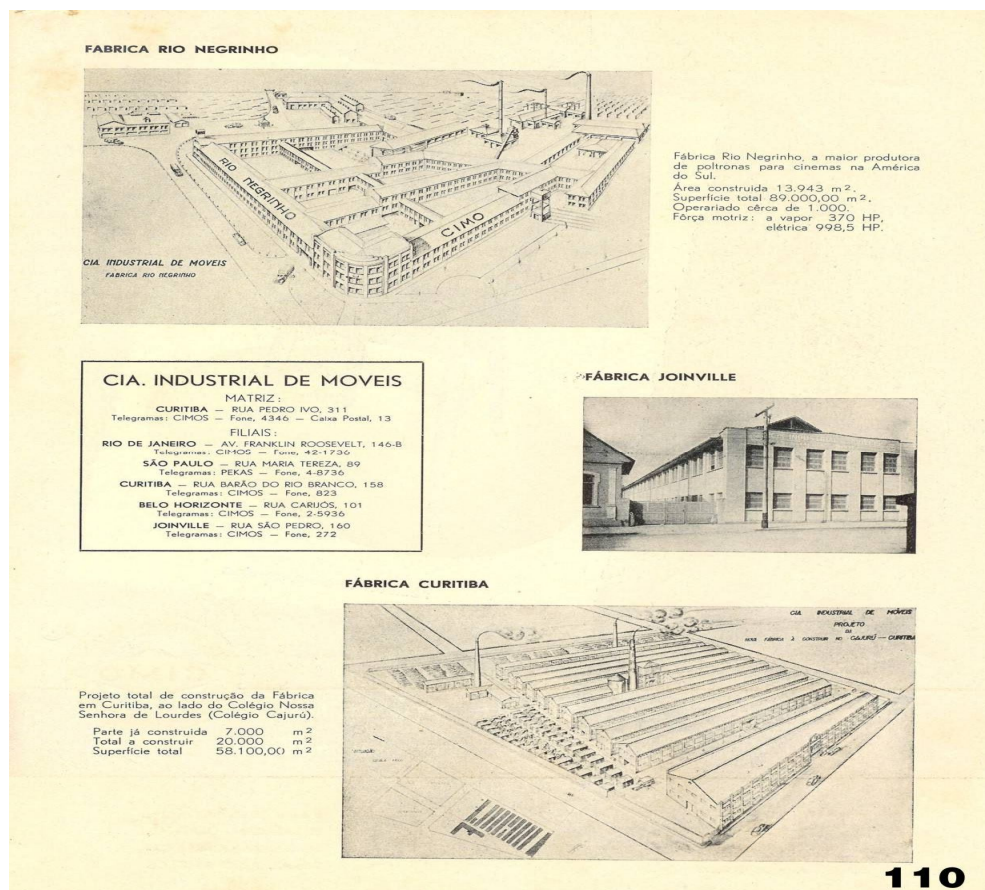 FABRICA RIO NEGRINHO
RIO NEGRINHO
CIMO
CIA INDUSTRIAL DE MOVEIS
FABRICA RIO NEGRINHO
Fábrica Rio Negrinho, a maior produtora
de poltronas para cinemas na América
do Sul.
Área construida 13.943 m².
Superfície total 89.000,00 m².
Operariado cêrca de 1.000.
Fôrça motriz: a vapor 370 HP,
elétrica 998,5 HP.
CIA. INDUSTRIAL DE MOVEIS
MATRIZ:
CURITIBA — RUA PEDRO IVO, 311
Telegramas: CIMOS — Fone, 4346 — Caixa Postal, 13
FILIAIS:
RIO DE JANEIRO — AV. FRANKLIN ROOSEVELT, 146-B
Telegramas: CIMOS — Fone, 42-1736
SÃO PAULO — RUA MARIA TEREZA, 89
Telegramas: PEKAS — Fone, 4-8736
CURITIBA — RUA BARÃO DO RIO BRANCO, 158
Telegramas: CIMOS — Fone, 823
BELO HORIZONTE — RUA CARIJÓS, 101
Telegramas: CIMOS — Fone, 2-5936
JOINVILLE — RUA SÃO PEDRO, 160
Telegramas: CIMOS — Fone, 272
FÁBRICA JOINVILLE
FÁBRICA CURITIBA
CIA INDUSTRIAL DE MÓVEIS
PROJETO
DA
NOVA FÁBRICA À CONSTRUIR NO CAJURÚ — CURITIBA
Projeto total de construção da Fábrica
em Curitiba, ao lado do Colégio Nossa
Senhora de Lourdes (Colégio Cajurú).
Parte já construida 7.000 m²
Total a construir 20.000 m²
Superfície total 58.100,00 m²
110